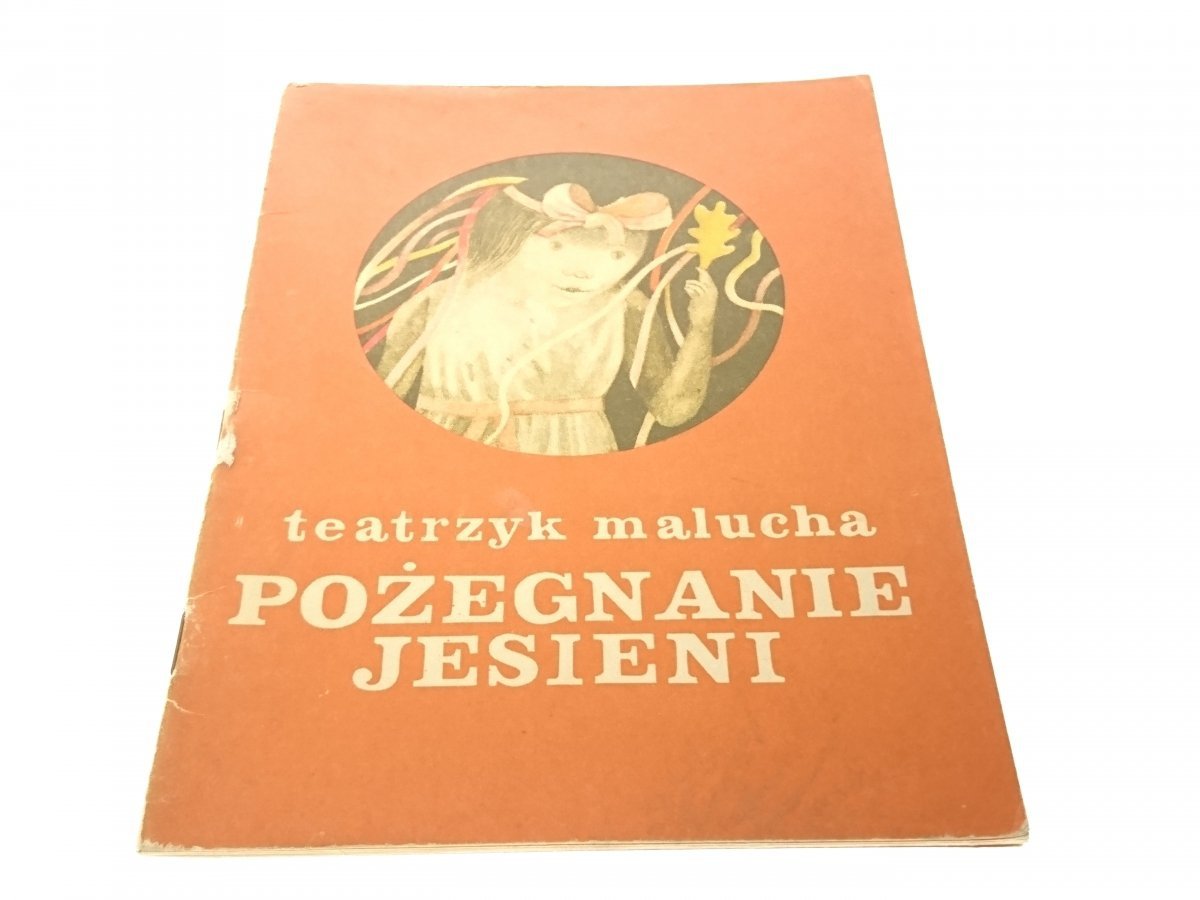 teatrzyk malucha
POŻEGNANIE
JESIENI